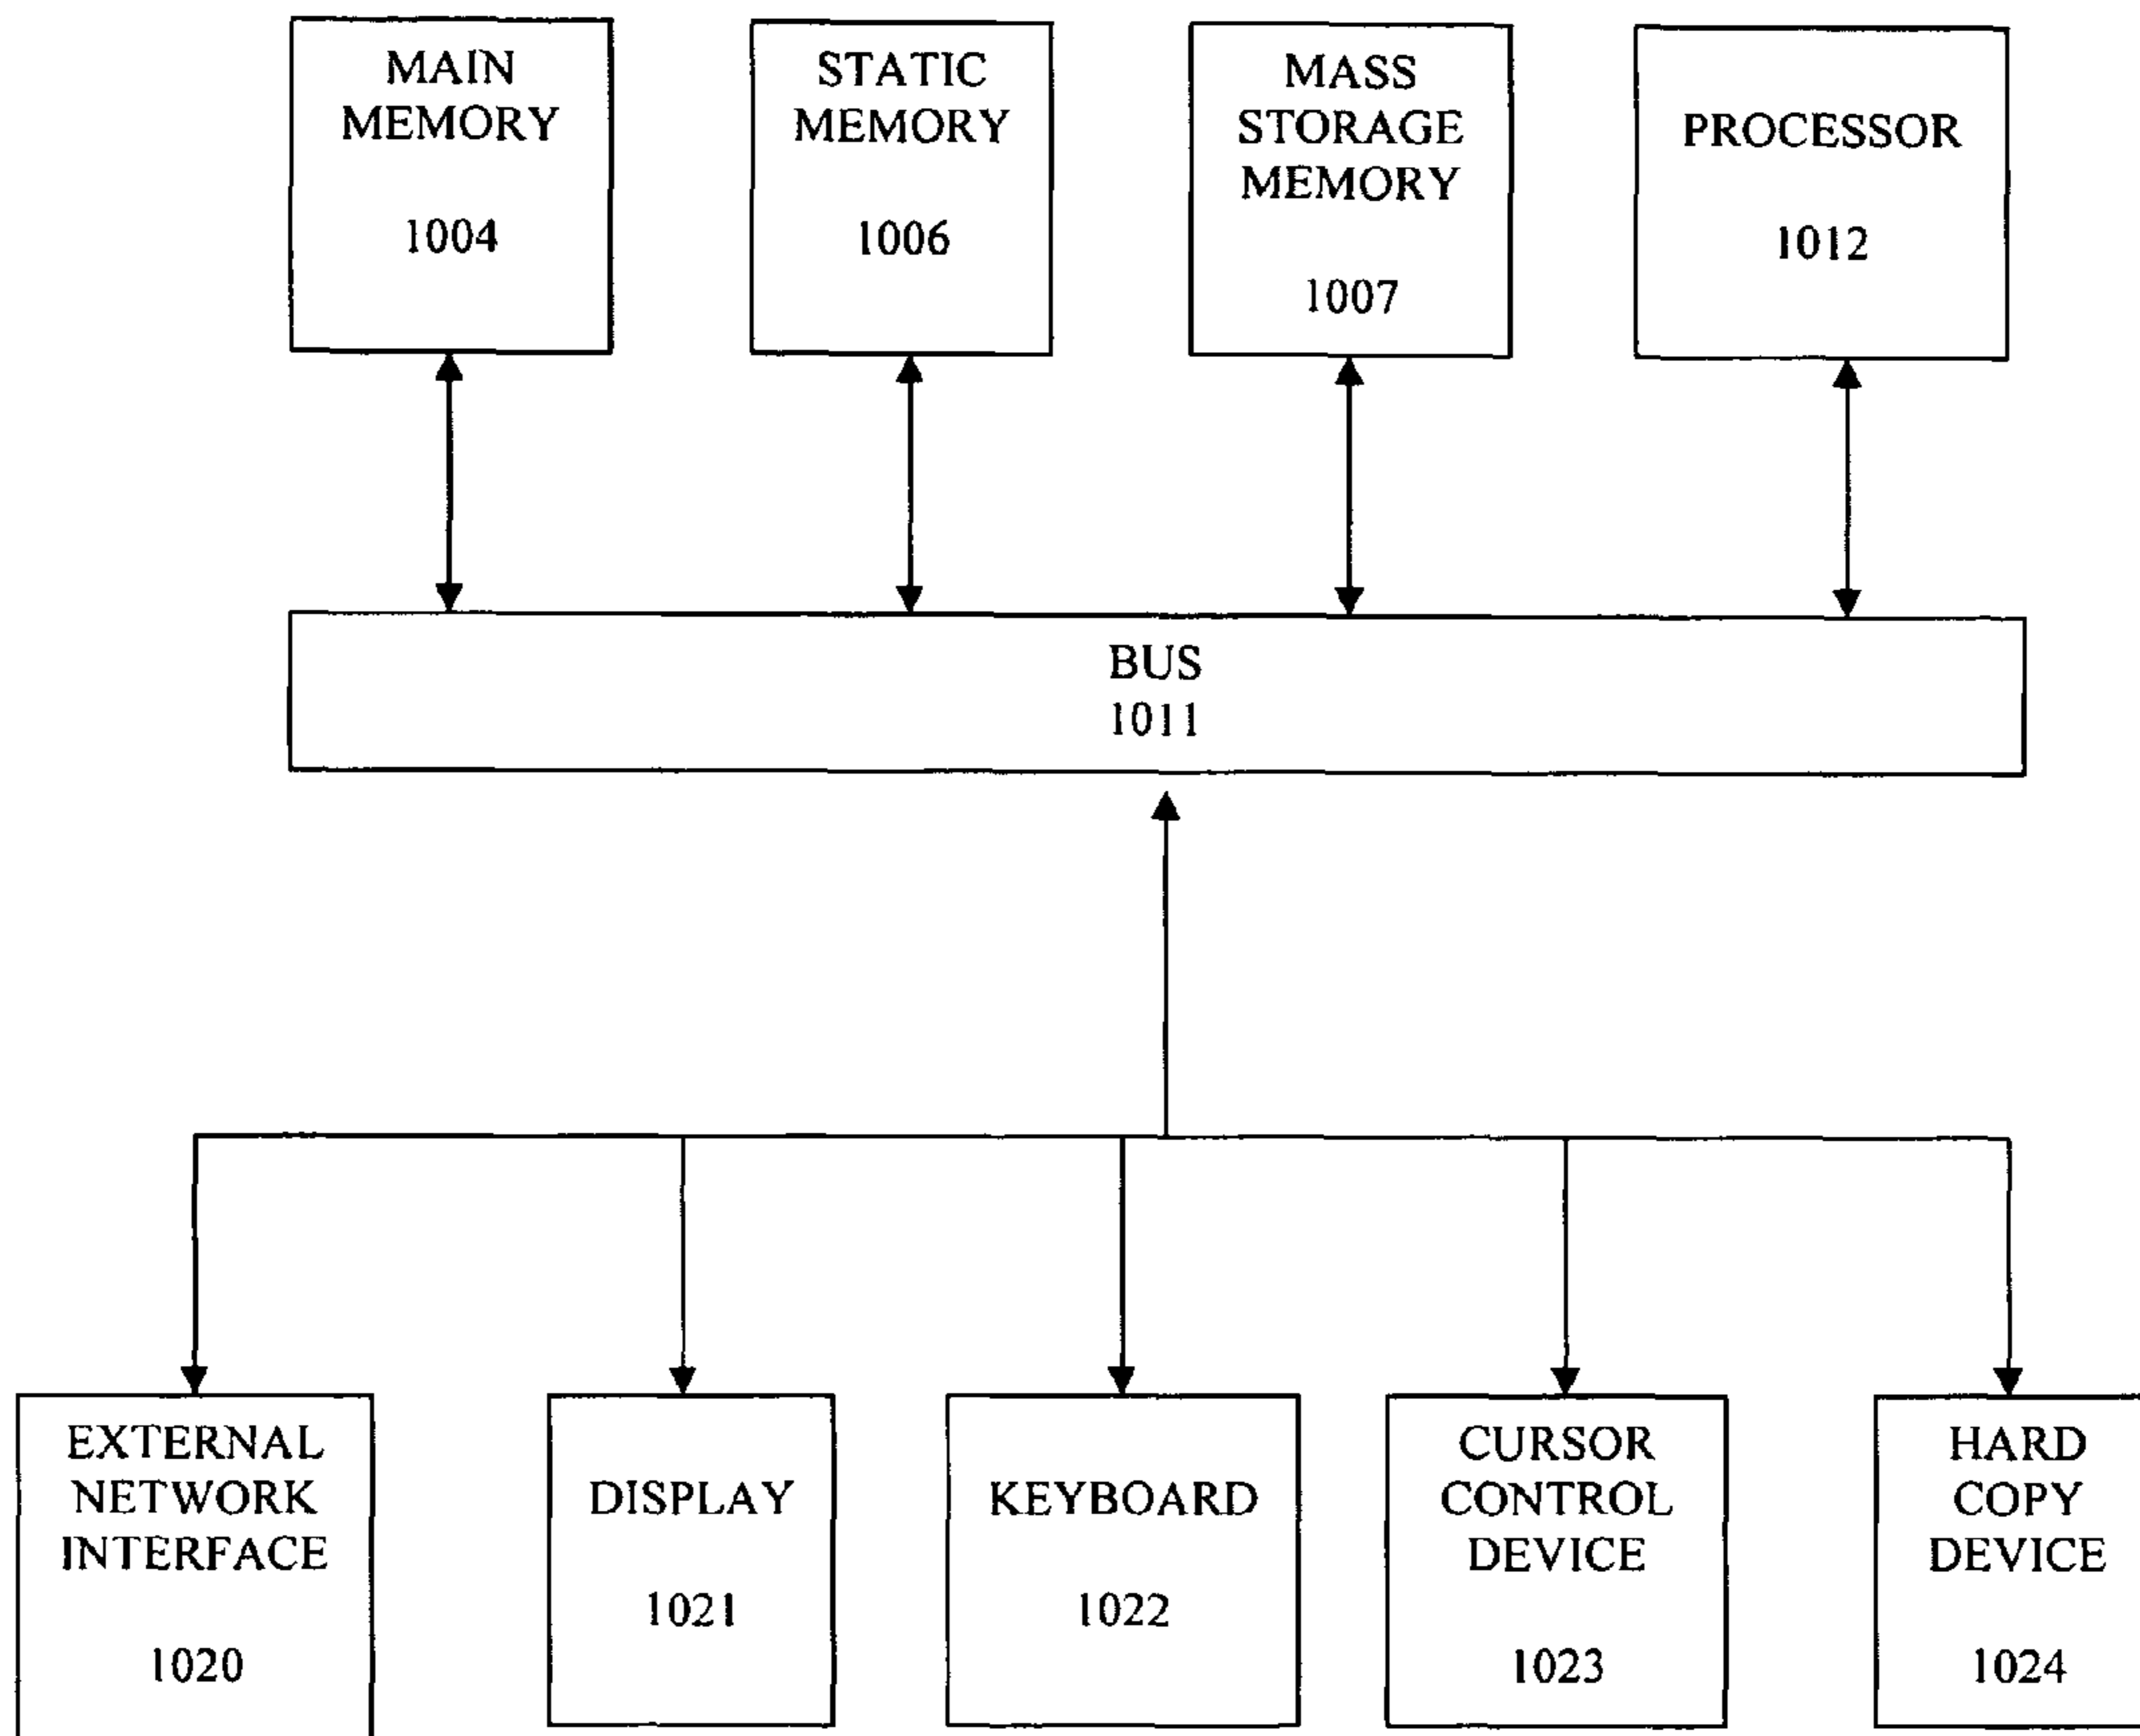 MAIN
MEMORY
1004
STATIC
MEMORY
1006
MASS
STORAGE
MEMORY
1007
PROCESSOR
1012
BUS
1011
EXTERNAL
NETWORK
INTERFACE
1020
DISPLAY
1021
KEYBOARD
1022
CURSOR
CONTROL
DEVICE
1023
HARD
COPY
DEVICE
1024